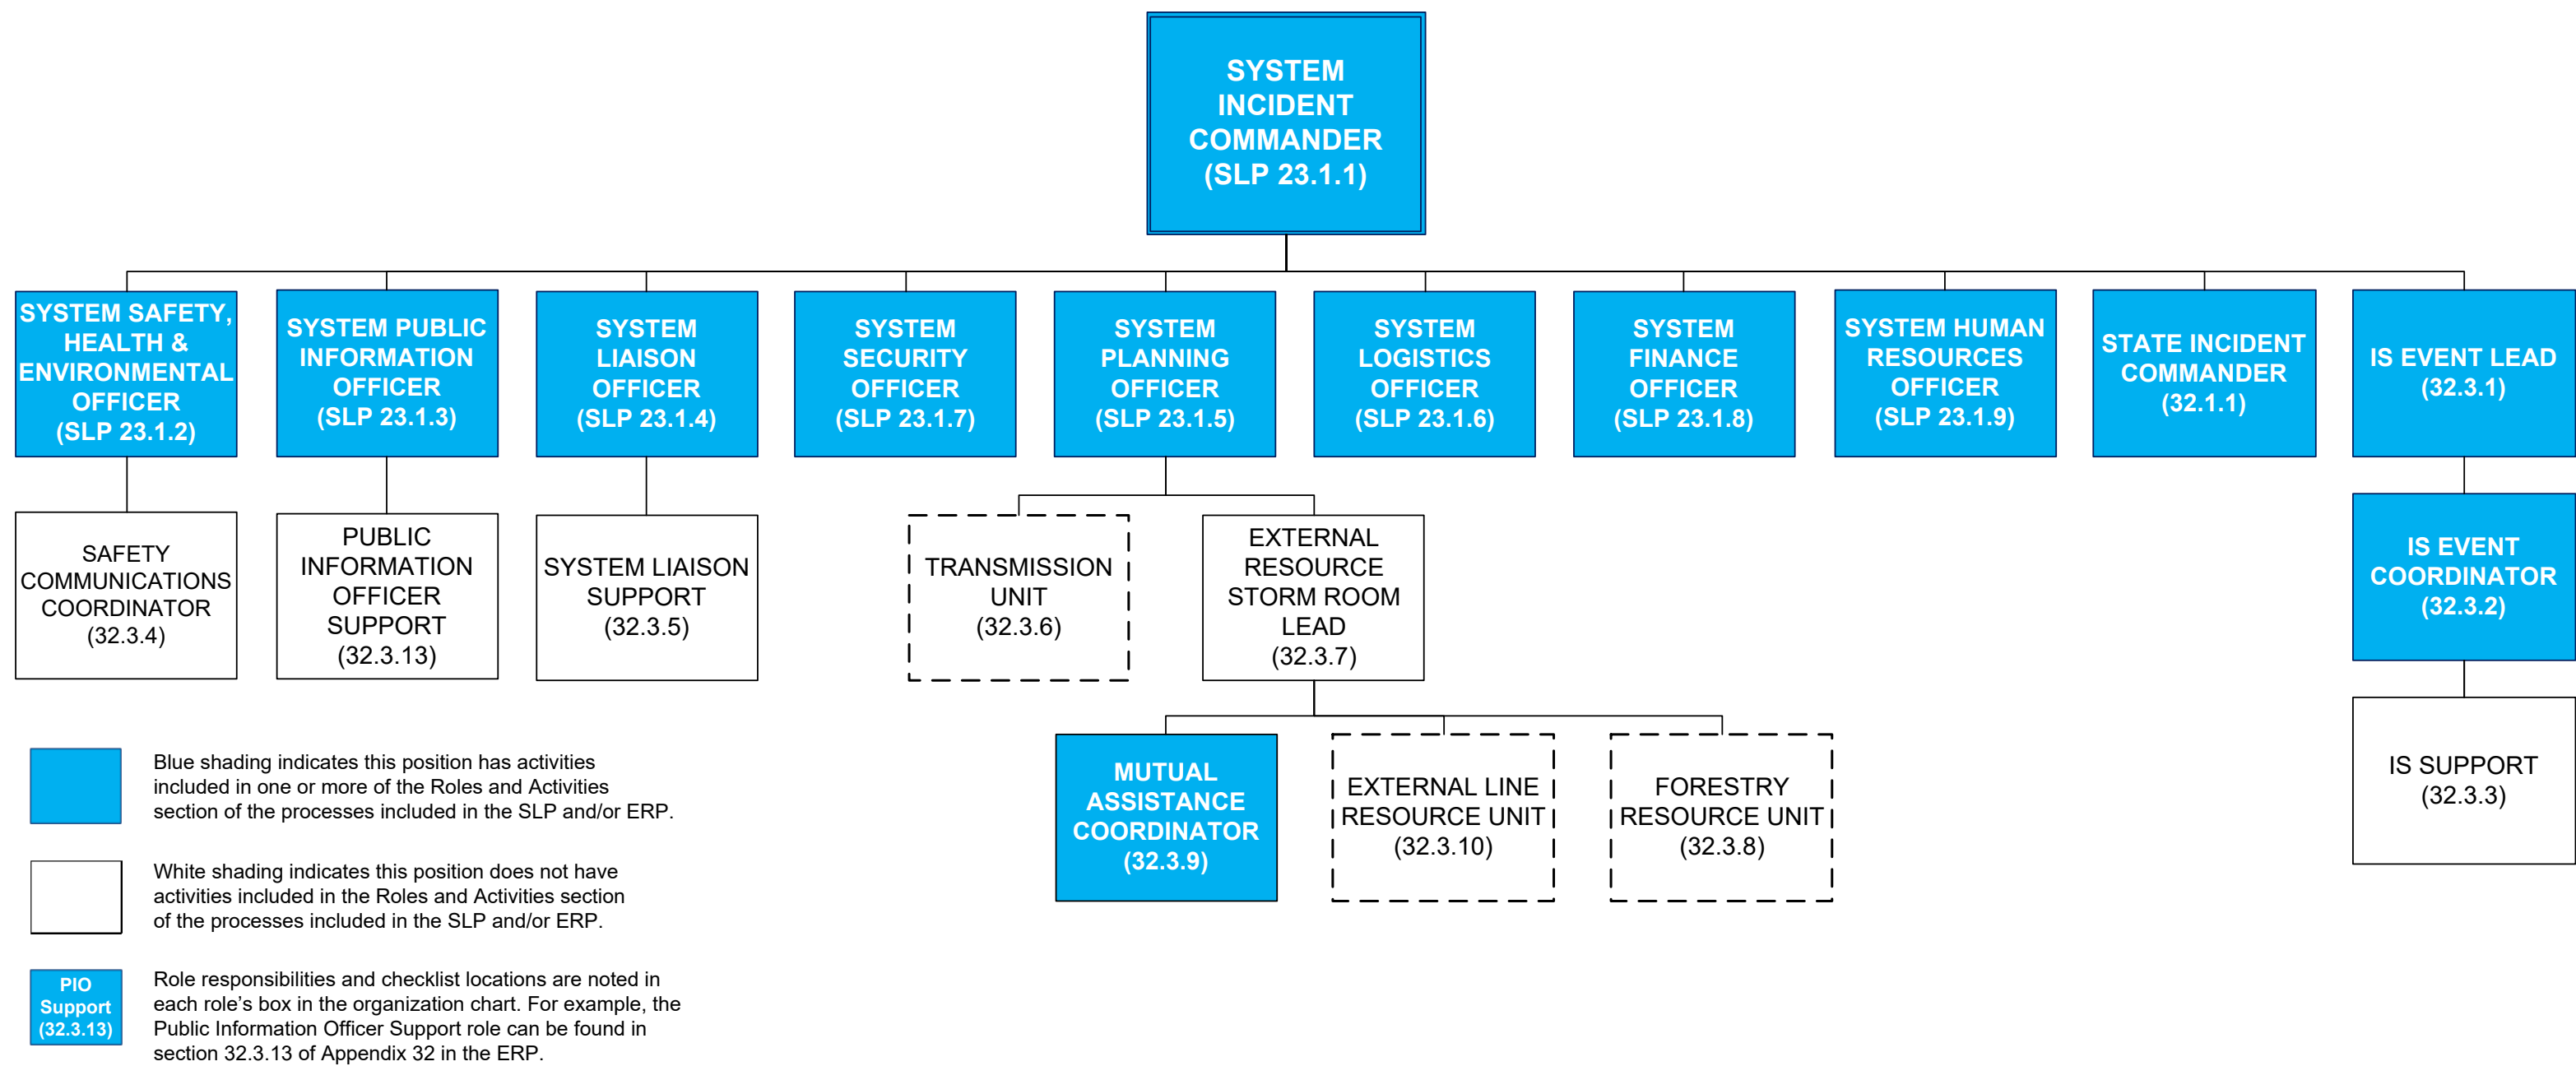 SYSTEM
INCIDENT
COMMANDER
(SLP 23.1.1)
SYSTEM SAFETY,
HEALTH &
ENVIRONMENTAL
OFFICER
(SLP 23.1.2)
SYSTEM PUBLIC
INFORMATION
OFFICER
(SLP 23.1.3)
SYSTEM
LIAISON
OFFICER
(SLP 23.1.4)
SYSTEM
SECURITY
OFFICER
(SLP 23.1.7)
SYSTEM
PLANNING
OFFICER
(SLP 23.1.5)
SYSTEM
LOGISTICS
OFFICER
(SLP 23.1.6)
SYSTEM
FINANCE
OFFICER
(SLP 23.1.8)
SYSTEM HUMAN
RESOURCES
OFFICER
(SLP 23.1.9)
STATE INCIDENT
COMMANDER
(32.1.1)
IS EVENT LEAD
(32.3.1)
SAFETY
COMMUNICATIONS
COORDINATOR
(32.3.4)
PUBLIC
INFORMATION
OFFICER
SUPPORT
(32.3.13)
SYSTEM LIAISON
SUPPORT
(32.3.5)
TRANSMISSION
UNIT
(32.3.6)
EXTERNAL
RESOURCE
STORM ROOM
LEAD
(32.3.7)
IS EVENT
COORDINATOR
(32.3.2)
MUTUAL
ASSISTANCE
COORDINATOR
(32.3.9)
EXTERNAL LINE
RESOURCE UNIT
(32.3.10)
FORESTRY
RESOURCE UNIT
(32.3.8)
IS SUPPORT
(32.3.3)
Blue shading indicates this position has activities
included in one or more of the Roles and Activities
section of the processes included in the SLP and/or ERP.
White shading indicates this position does not have
activities included in the Roles and Activities section
of the processes included in the SLP and/or ERP.
PIO
Support
(32.3.13)
Role responsibilities and checklist locations are noted in
each role’s box in the organization chart. For example, the
Public Information Officer Support role can be found in
section 32.3.13 of Appendix 32 in the ERP.